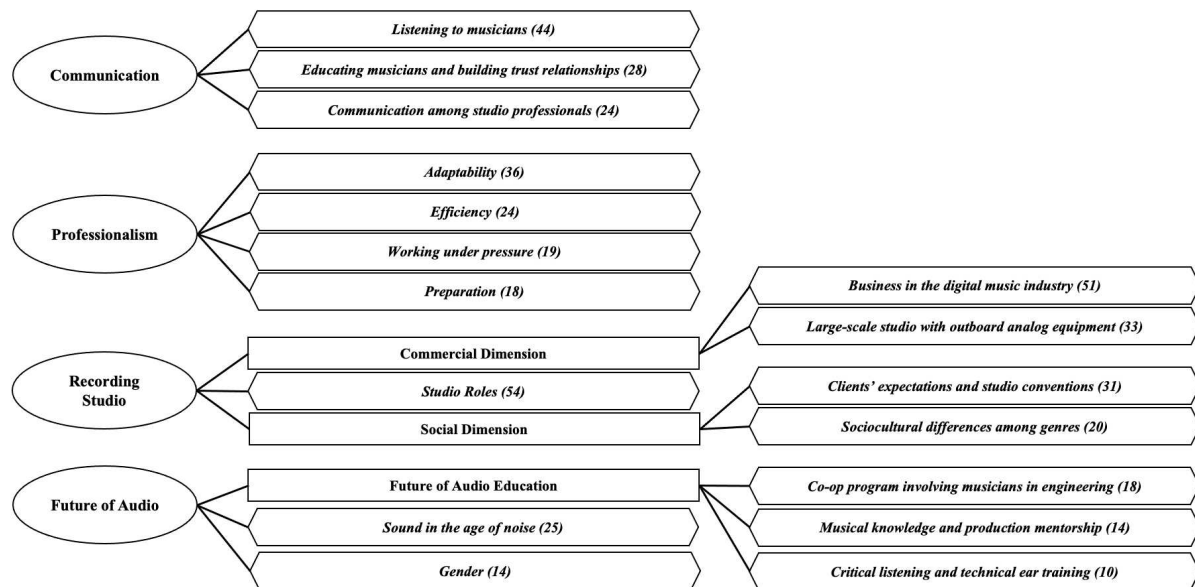 Communication
Listening to musicians (44)
Educating musicians and building trust relationships (28)
Communication among studio professionals (24)
Professionalism
Adaptability (36)
Efficiency (24)
Working under pressure (19)
Preparation (18)
Recording
Studio
Commercial Dimension
Business in the digital music industry (51)
Large-scale studio with outboard analog equipment (33)
Studio Roles (54)
Social Dimension
Clients’ expectations and studio conventions (31)
Sociocultural differences among genres (20)
Future of Audio
Future of Audio Education
Co-op program involving musicians in engineering (18)
Musical knowledge and production mentorship (14)
Critical listening and technical ear training (10)
Sound in the age of noise (25)
Gender (14)